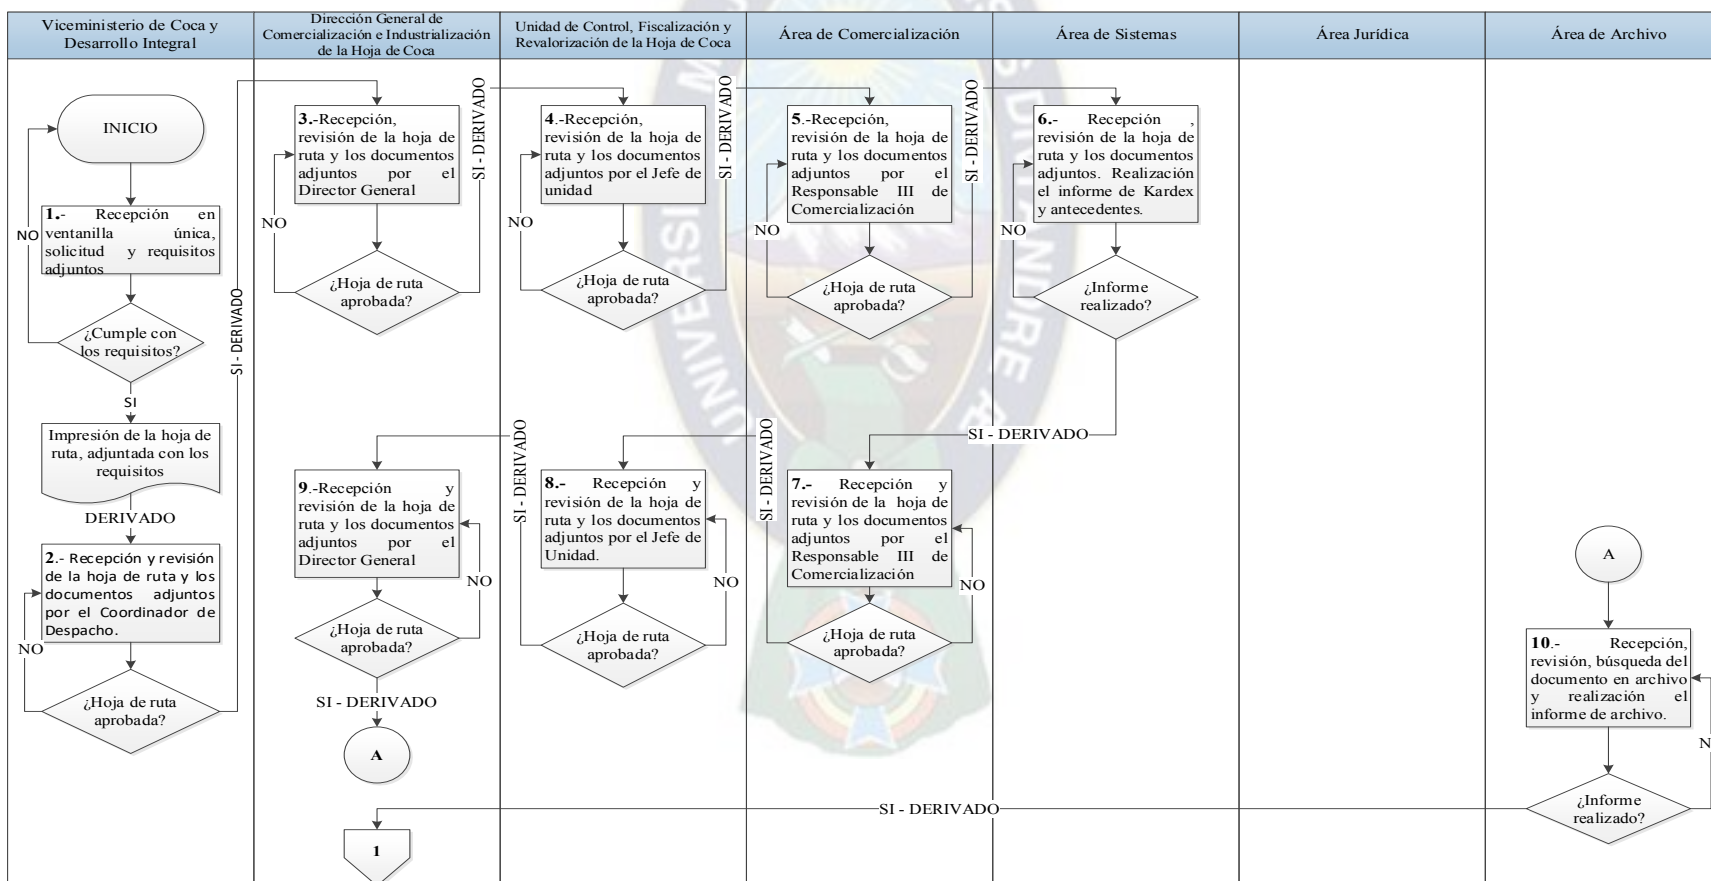 Viceministerio de Coca y
Desarrollo Integral
Dirección General de
Comercialización e Industrialización
de la Hoja de Coca
Unidad de Control, Fiscalización y
Revalorización de la Hoja de Coca
Área de Comercialización
Área de Sistemas
Área Jurídica
Área de Archivo
INICIO
1.- Recepción en
ventanilla única,
solicitud y requisitos
adjuntos
NO
¿Cumple con
los requisitos?
SI
Impresión de la hoja de
ruta, adjuntada con los
requisitos
DERIVADO
2.- Recepción y revisión
de la hoja de ruta y los
documentos adjuntos
por el Coordinador de
Despacho.
NO
¿Hoja de ruta
aprobada?
SI - DERIVADO
3.-Recepción,
revisión de la hoja de
ruta y los documentos
adjuntos por el
Director General
NO
¿Hoja de ruta
aprobada?
SI - DERIVADO
4.-Recepción,
revisión de la hoja de
ruta y los documentos
adjuntos por el Jefe de
unidad
NO
¿Hoja de ruta
aprobada?
SI - DERIVADO
5.-Recepción,
revisión de la hoja de
ruta y los documentos
adjuntos por el
Responsable III de
Comercialización
NO
¿Hoja de ruta
aprobada?
SI - DERIVADO
6.- Recepción ,
revisión de la hoja de
ruta y los documentos
adjuntos. Realización
el informe de Kardex
y antecedentes.
NO
¿Informe
realizado?
SI - DERIVADO
7.- Recepción y
revisión de la hoja de
ruta y los documentos
adjuntos por el
Responsable III de
Comercialización
NO
¿Hoja de ruta
aprobada?
SI - DERIVADO
8.- Recepción y
revisión de la hoja de
ruta y los documentos
adjuntos por el Jefe de
Unidad.
NO
¿Hoja de ruta
aprobada?
SI - DERIVADO
9.-Recepción y
revisión de la hoja de
ruta y los documentos
adjuntos por el
Director General
NO
¿Hoja de ruta
aprobada?
SI - DERIVADO
A
A
10.- Recepción,
revisión, búsqueda del
documento en archivo
y realización el
informe de archivo.
¿Informe
realizado?
SI - DERIVADO
1